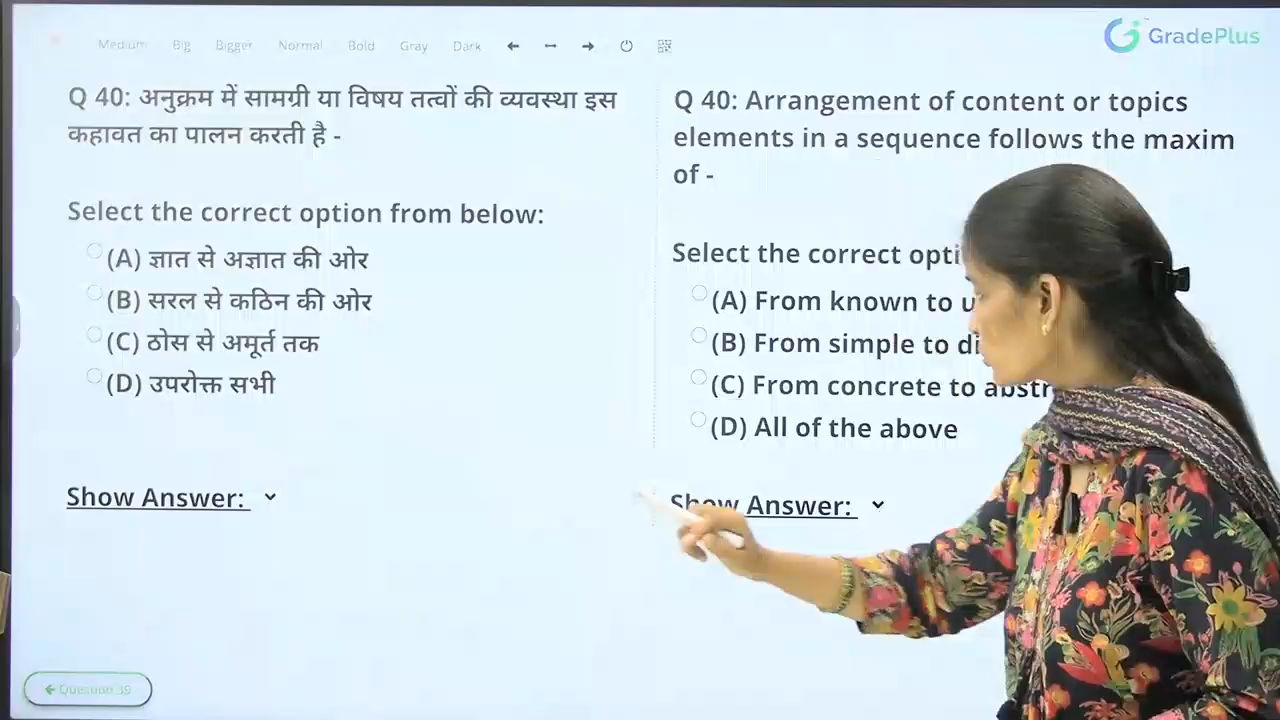 Medium Big Bigger Normal Bold Gray Dark
GradePlus
Q 40: अनुक्रम में सामग्री या विषय तत्वों की व्यवस्था इस
कहावत का पालन करती है -
Select the correct option from below:
(A) ज्ञात से अज्ञात की ओर
(B) सरल से कठिन की ओर
(C) ठोस से अमूर्त तक
(D) उपरोक्त सभी
Show Answer:
Q 40: Arrangement of content or topics
elements in a sequence follows the maxim
of -
Select the correct opti
(A) From known to u
(B) From simple to di
(C) From concrete to abstr
(D) All of the above
Show Answer:
Question 39